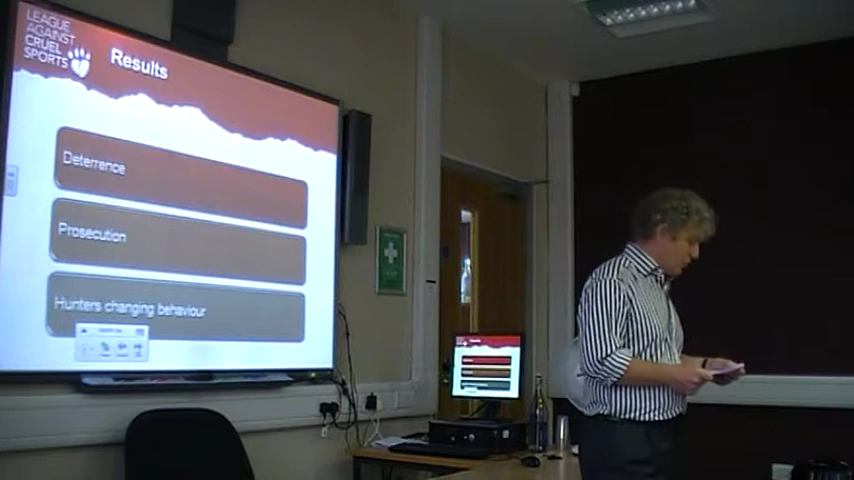 LEAGUE
AGAINST
CRUEL
SPORTS
Results
Deterrence
Prosecution
Hunters changing behaviour